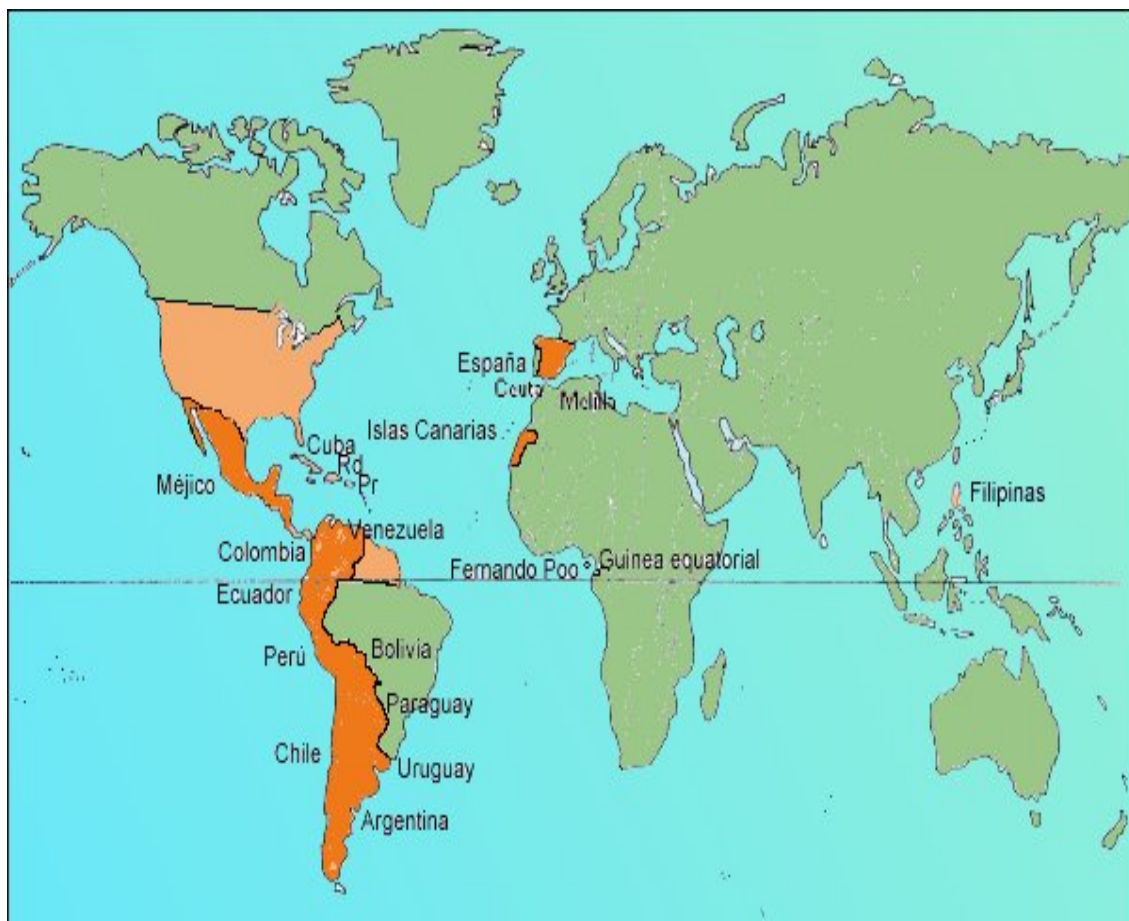 España
Ceuta
Melilla
Islas Canarias
Cuba
Rd
Pr
Méjico
Filipinas
Venezuela
Colombia
Fernando Poo
Guinea equatorial
Ecuador
Perú
Bolivia
Paraguay
Chile
Uruguay
Argentina